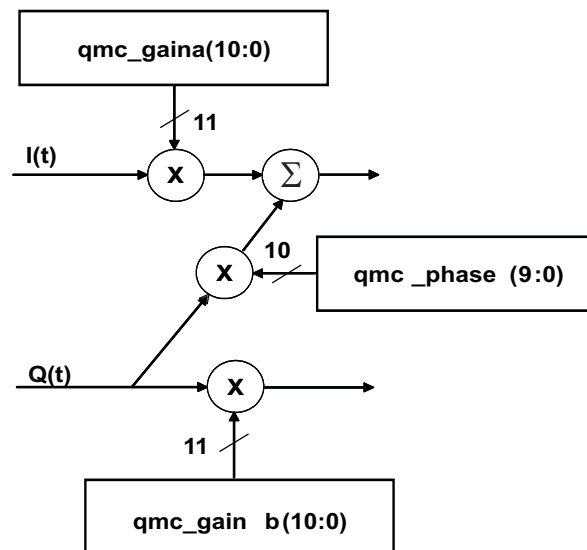 qmc_gaina(10:0)
11
I(t)
X
Σ
10
X
qmc _phase (9:0)
Q(t)
X
11
qmc_gain b(10:0)